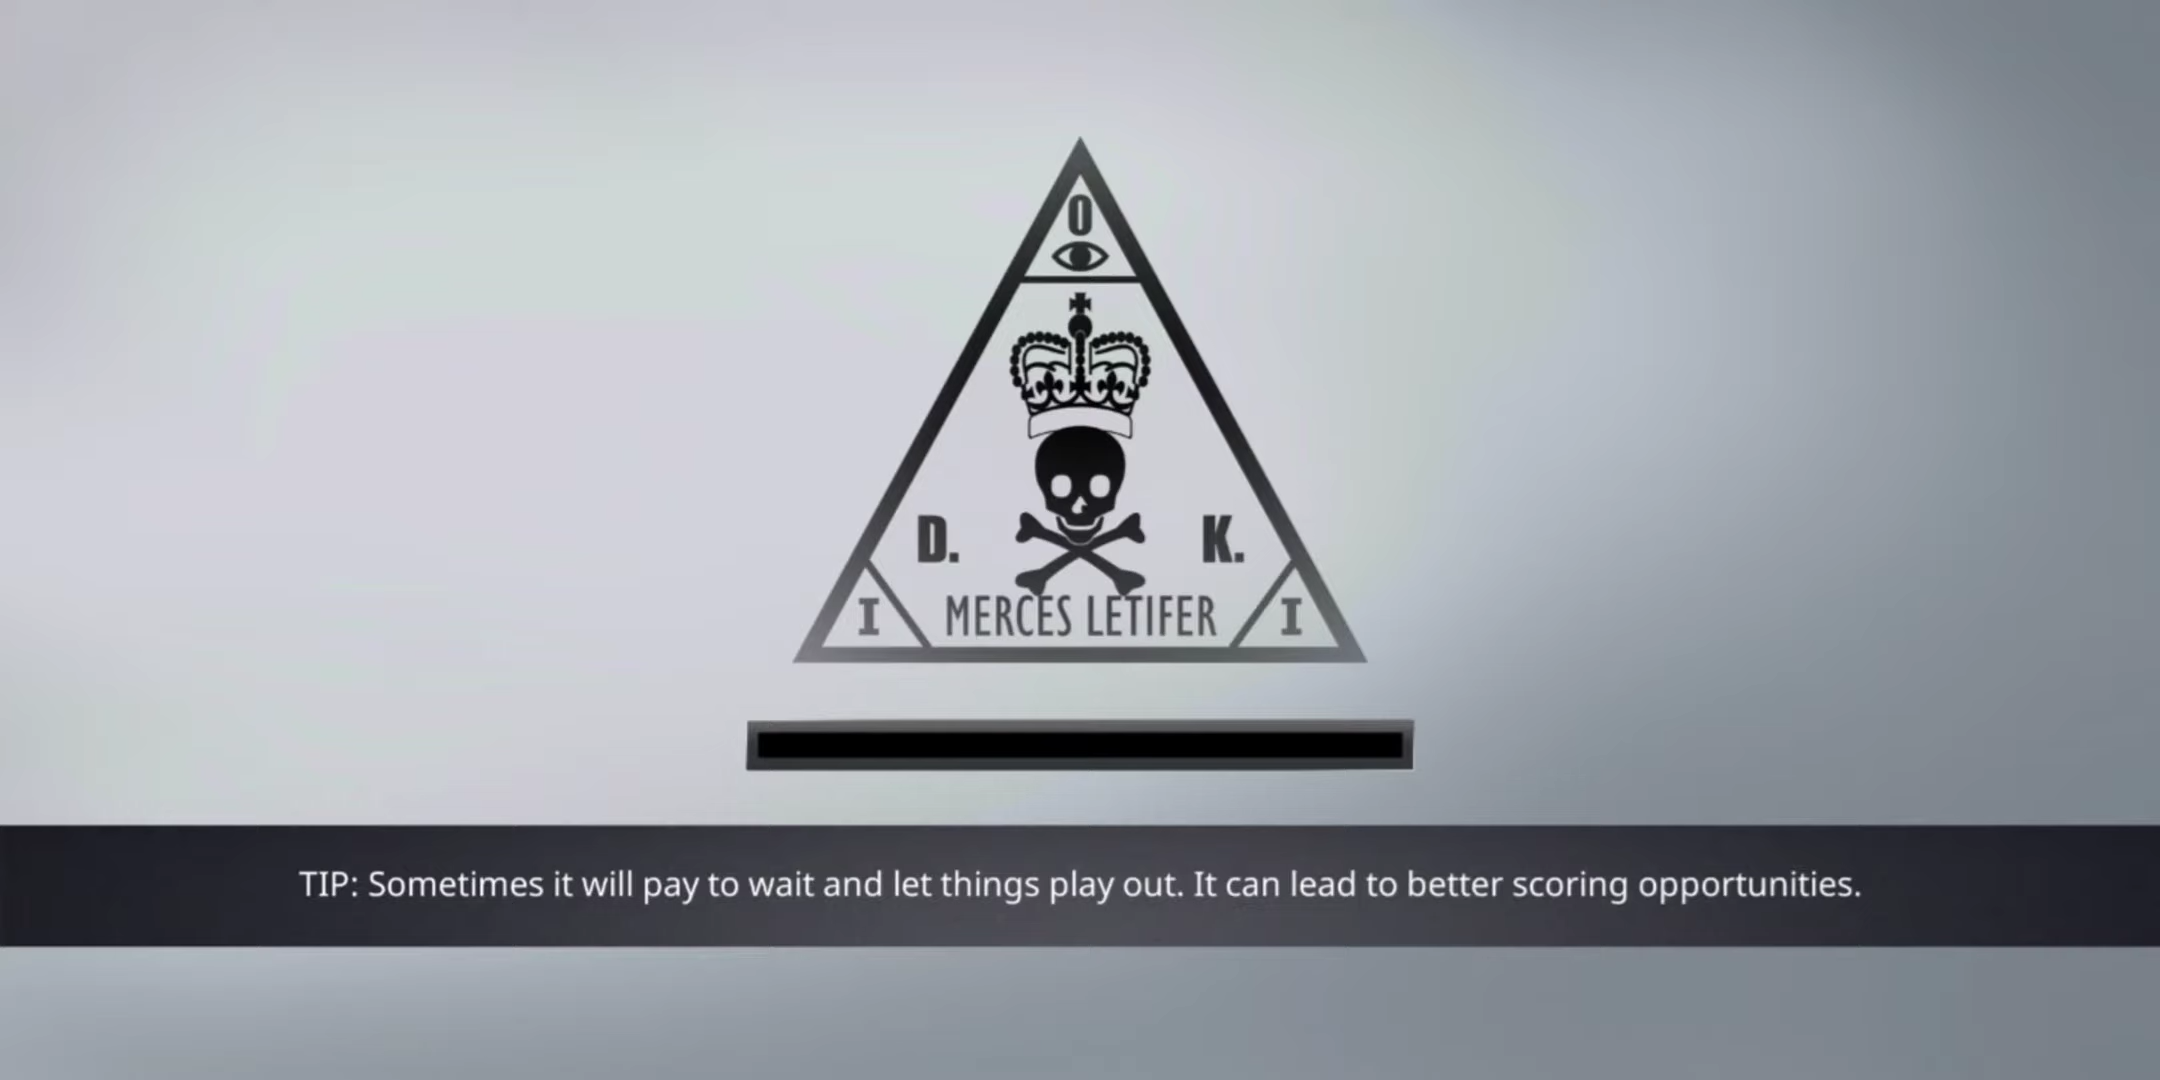 O
D. K.
I MERCES LETIFER I
TIP: Sometimes it will pay to wait and let things play out. It can lead to better scoring opportunities.